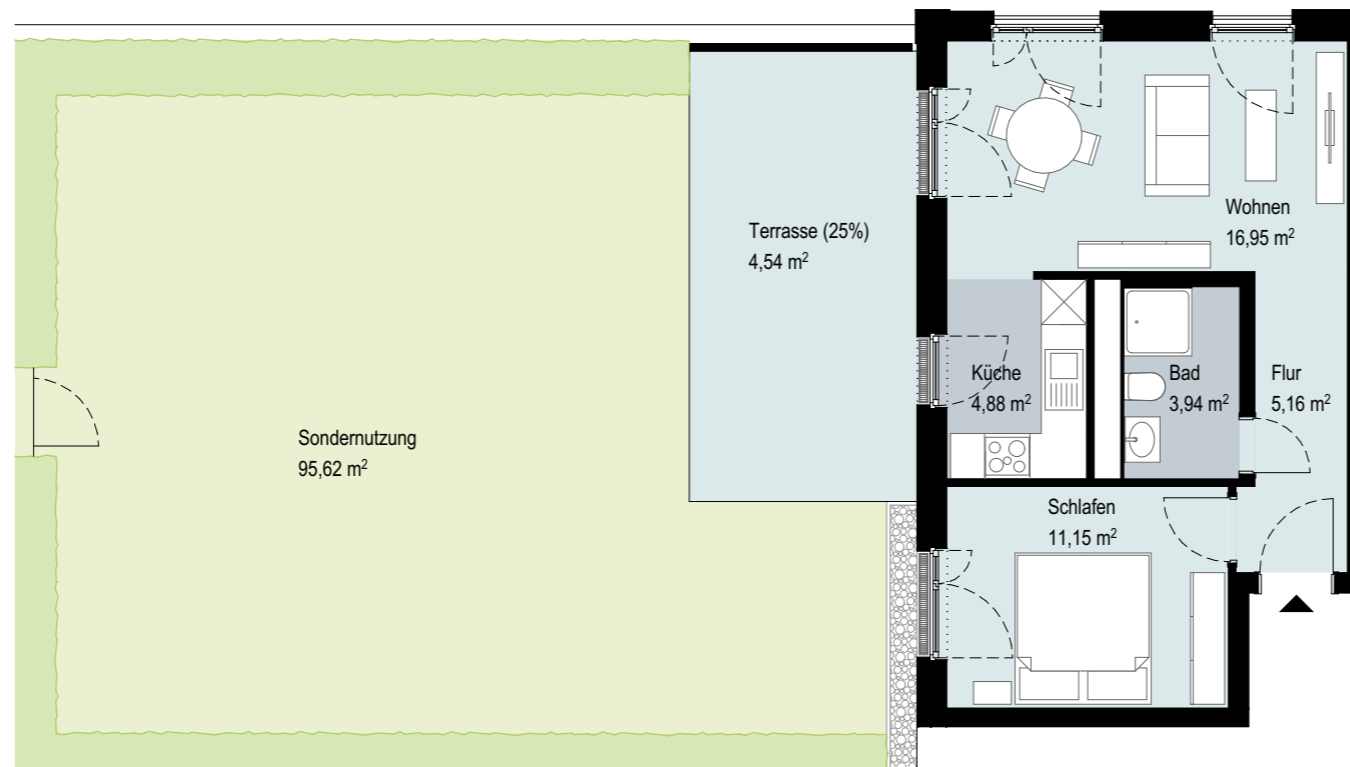 Wohnen
16,95 m²
Terrasse (25%)
4,54 m²
Küche
4,88 m²
Bad
3,94 m²
Flur
5,16 m²
Sondernutzung
95,62 m²
Schlafen
11,15 m²